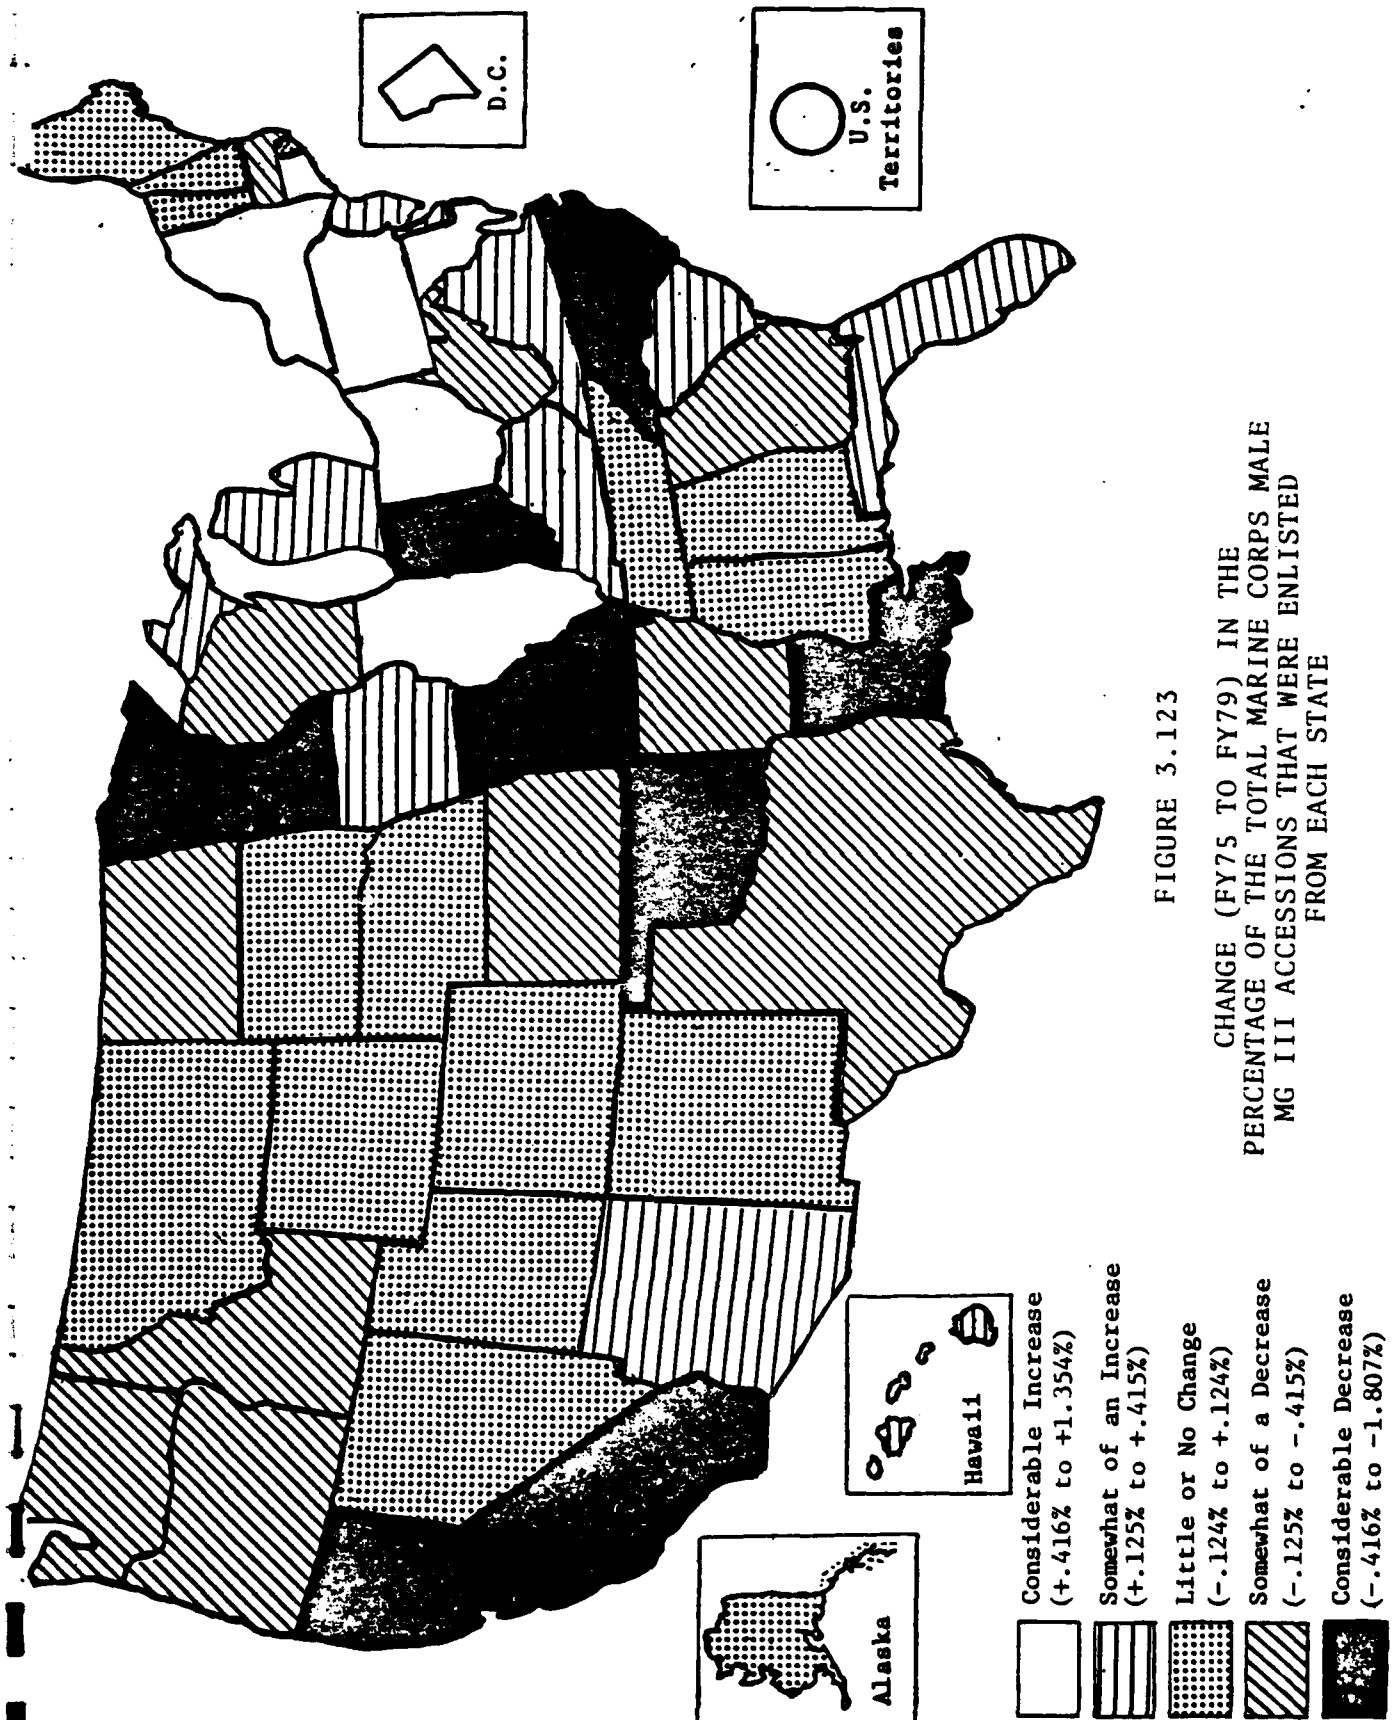 D.C.
U.S.
Territories
Alaska
Hawaii
Considerable Increase
(+.416% to +1.354%)
Somewhat of an Increase
(+.125% to +.415%)
Little or No Change
(-.124% to +.124%)
Somewhat of a Decrease
(-.125% to -.415%)
Considerable Decrease
(-.416% to -1.807%)
FIGURE 3.123
CHANGE (FY75 TO FY79) IN THE
PERCENTAGE OF THE TOTAL MARINE CORPS MALE
MG III ACCESSIONS THAT WERE ENLISTED
FROM EACH STATE